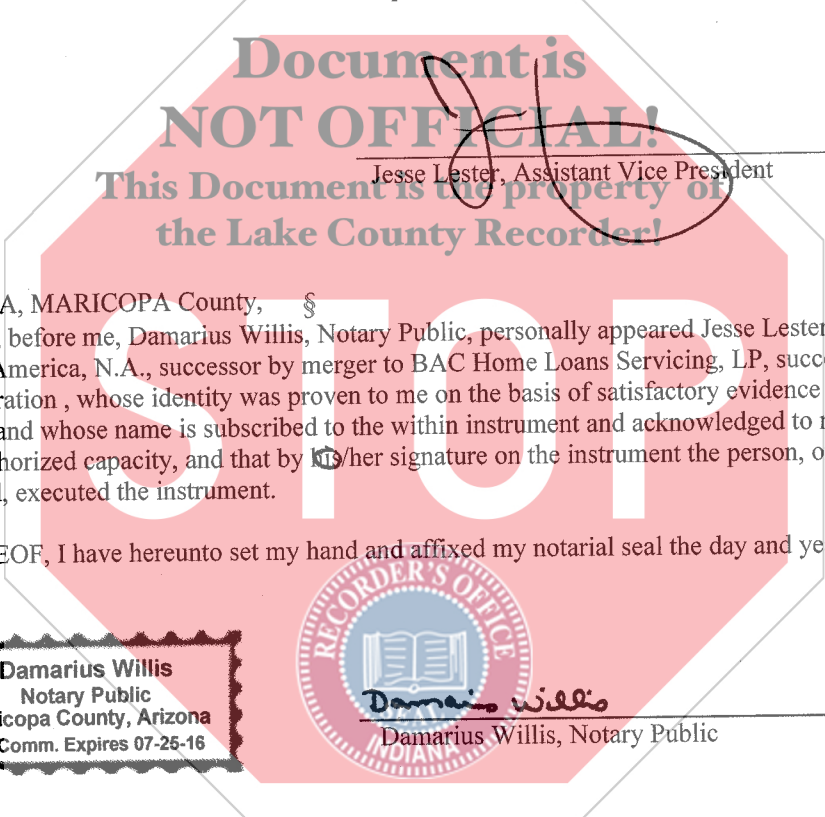 Document is
NOT OFFICIAL!
Jesse Lester, Assistant Vice President
This Document is the property of
the Lake County Recorder!
STOP
A, MARICOPA County, §
, before me, Damarius Willis, Notary Public, personally appeared Jesse Lester
America, N.A., successor by merger to BAC Home Loans Servicing, LP, succ
ration , whose identity was proven to me on the basis of satisfactory evidence
and whose name is subscribed to the within instrument and acknowledged to
horized capacity, and that by his/her signature on the instrument the person, o
, executed the instrument.
EOF, I have hereunto set my hand and affixed my notarial seal the day and ye
RECORDER'S OFFICE
SEAL
INDIANA
Damarius Willis
Notary Public
icopa County, Arizona
Comm. Expires 07-25-16
Damarius Willis
Damarius Willis, Notary Public